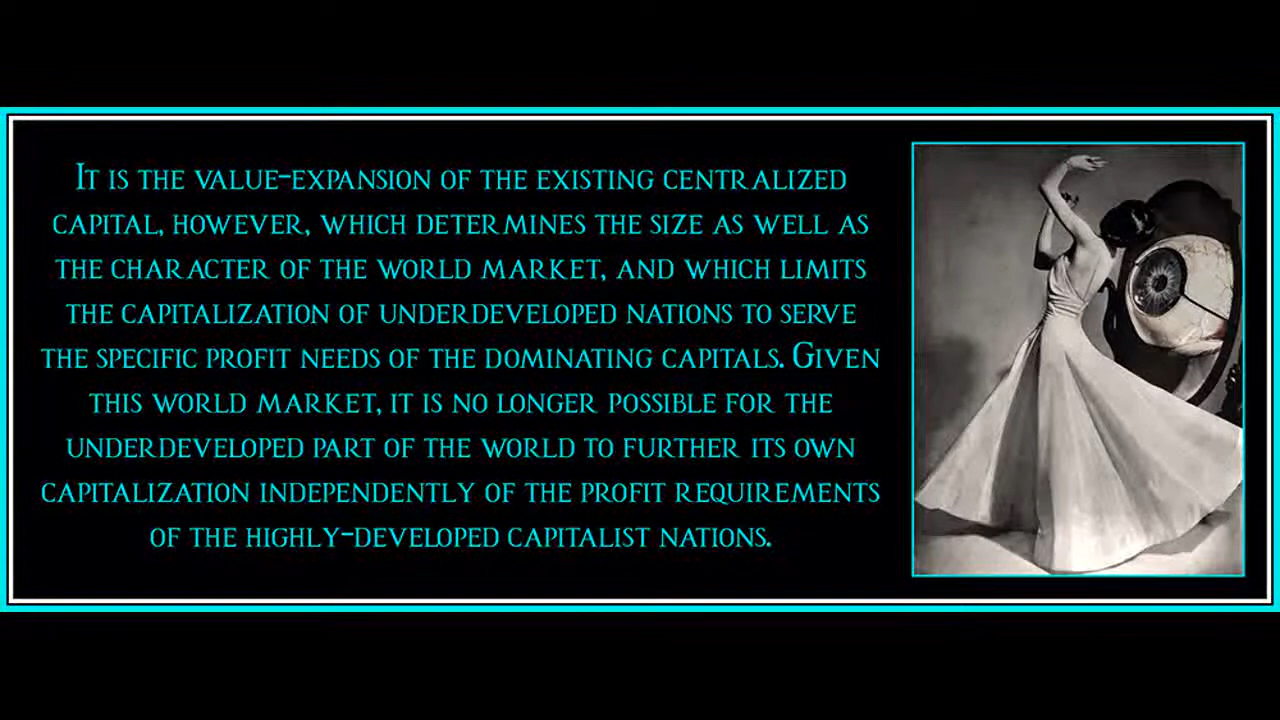 It is the value-expansion of the existing centralized
capital, however, which determines the size as well as
the character of the world market, and which limits
the capitalization of underdeveloped nations to serve
the specific profit needs of the dominating capitals. Given
this world market, it is no longer possible for the
underdeveloped part of the world to further its own
capitalization independently of the profit requirements
of the highly-developed capitalist nations.